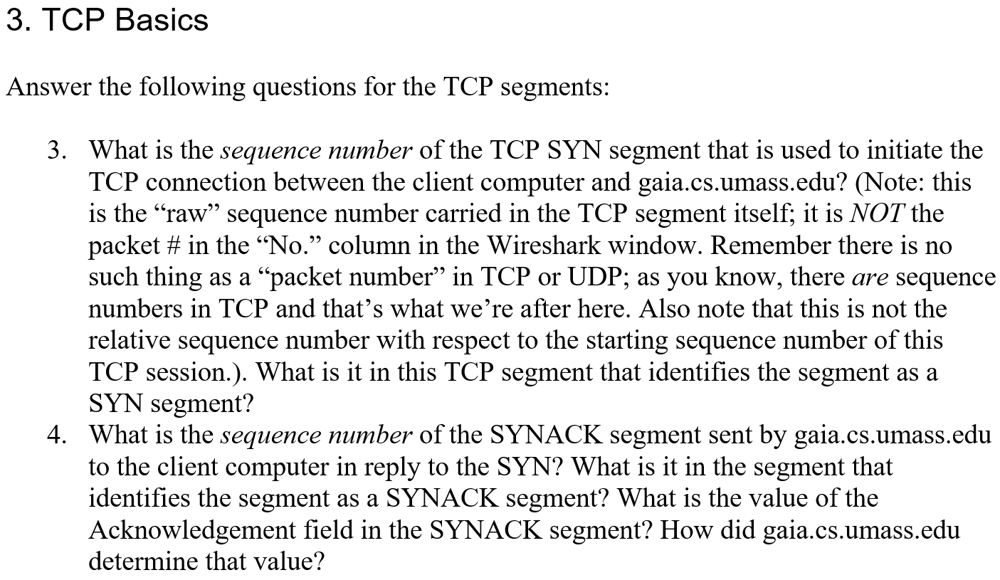 3. TCP Basics
Answer the following questions for the TCP segments:
3. What is the sequence number of the TCP SYN segment that is used to initiate the
TCP connection between the client computer and gaia.cs.umass.edu? (Note: this
is the “raw” sequence number carried in the TCP segment itself; it is NOT the
packet # in the “No.” column in the Wireshark window. Remember there is no
such thing as a “packet number” in TCP or UDP; as you know, there are sequence
numbers in TCP and that’s what we’re after here. Also note that this is not the
relative sequence number with respect to the starting sequence number of this
TCP session.). What is it in this TCP segment that identifies the segment as a
SYN segment?
4. What is the sequence number of the SYNACK segment sent by gaia.cs.umass.edu
to the client computer in reply to the SYN? What is it in the segment that
identifies the segment as a SYNACK segment? What is the value of the
Acknowledgement field in the SYNACK segment? How did gaia.cs.umass.edu
determine that value?